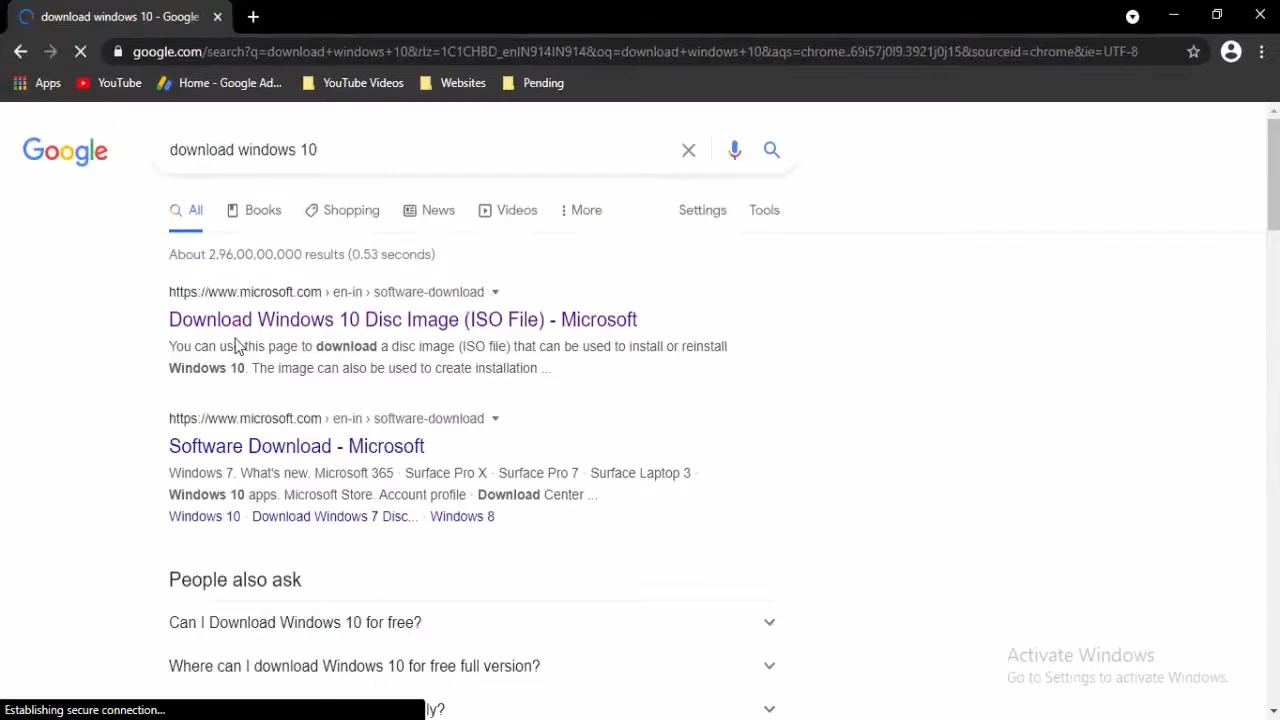 download windows 10 - Google
google.com/search?q=download+windows+10&rlz=1C1CHBD_enIN914IN914&oq=download+windows+10&aqs=chrome..69i57j0l9.3921j0j15&sourceid=chrome&ie=UTF-8
Apps YouTube Home - Google Ad... YouTube Videos Websites Pending
Google
download windows 10
All Books Shopping News Videos More Settings Tools
About 2,96,00,00,000 results (0.53 seconds)
https://www.microsoft.com › en-in › software-download
Download Windows 10 Disc Image (ISO File) - Microsoft
You can use this page to download a disc image (ISO file) that can be used to install or reinstall
Windows 10. The image can also be used to create installation ...
https://www.microsoft.com › en-in › software-download
Software Download - Microsoft
Windows 7. What's new. Microsoft 365 · Surface Pro X · Surface Pro 7 · Surface Laptop 3 ·
Windows 10 apps. Microsoft Store. Account profile · Download Center ...
Windows 10 · Download Windows 7 Disc... · Windows 8
People also ask
Can I Download Windows 10 for free?
Where can I download Windows 10 for free full version?
Activate Windows
Go to Settings to activate Windows.
Establishing secure connection...
ly?